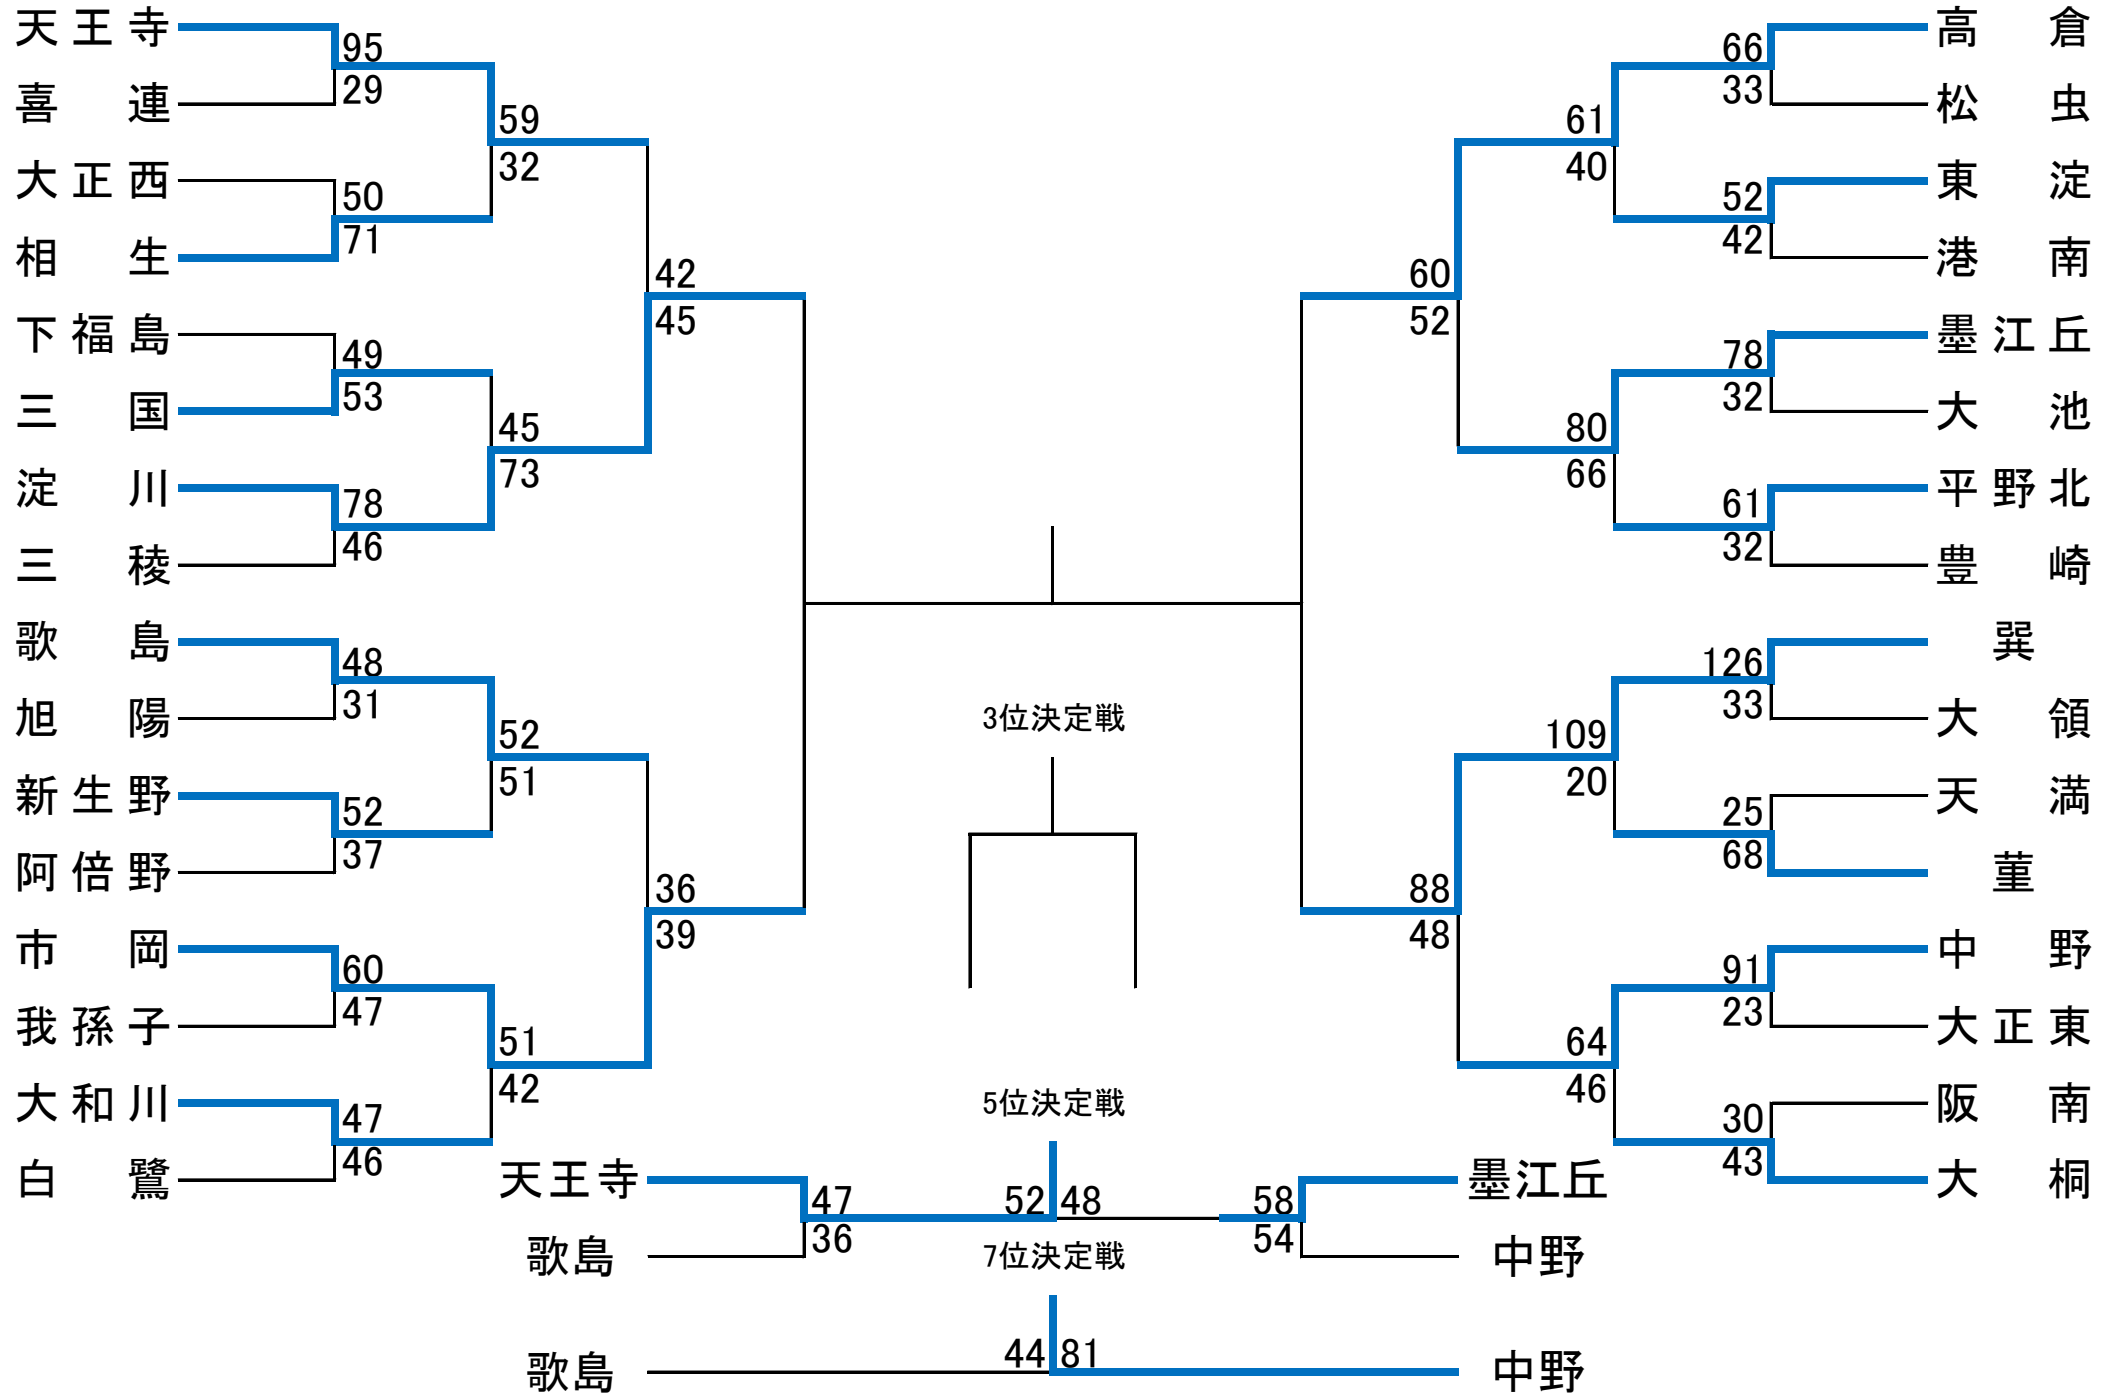 天王寺
95
29
喜連
59
32
大正西
50
71
相生
42
45
下福島
49
53
三国
45
73
淀川
78
46
三稜
歌島
48
31
旭陽
52
51
新生野
52
37
阿倍野
36
39
市岡
60
47
我孫子
51
42
大和川
47
46
白鷺
高倉
66
33
松虫
61
40
東淀
52
42
港南
60
52
墨江丘
78
32
大池
80
66
平野北
61
32
豊崎
巽
126
33
大領
109
20
天満
25
68
菫
88
48
中野
91
23
大正東
64
46
阪南
30
43
大桐
3位決定戦
5位決定戦
天王寺
47
36
歌島
52 48
墨江丘
58
54
中野
7位決定戦
歌島
44 81
中野